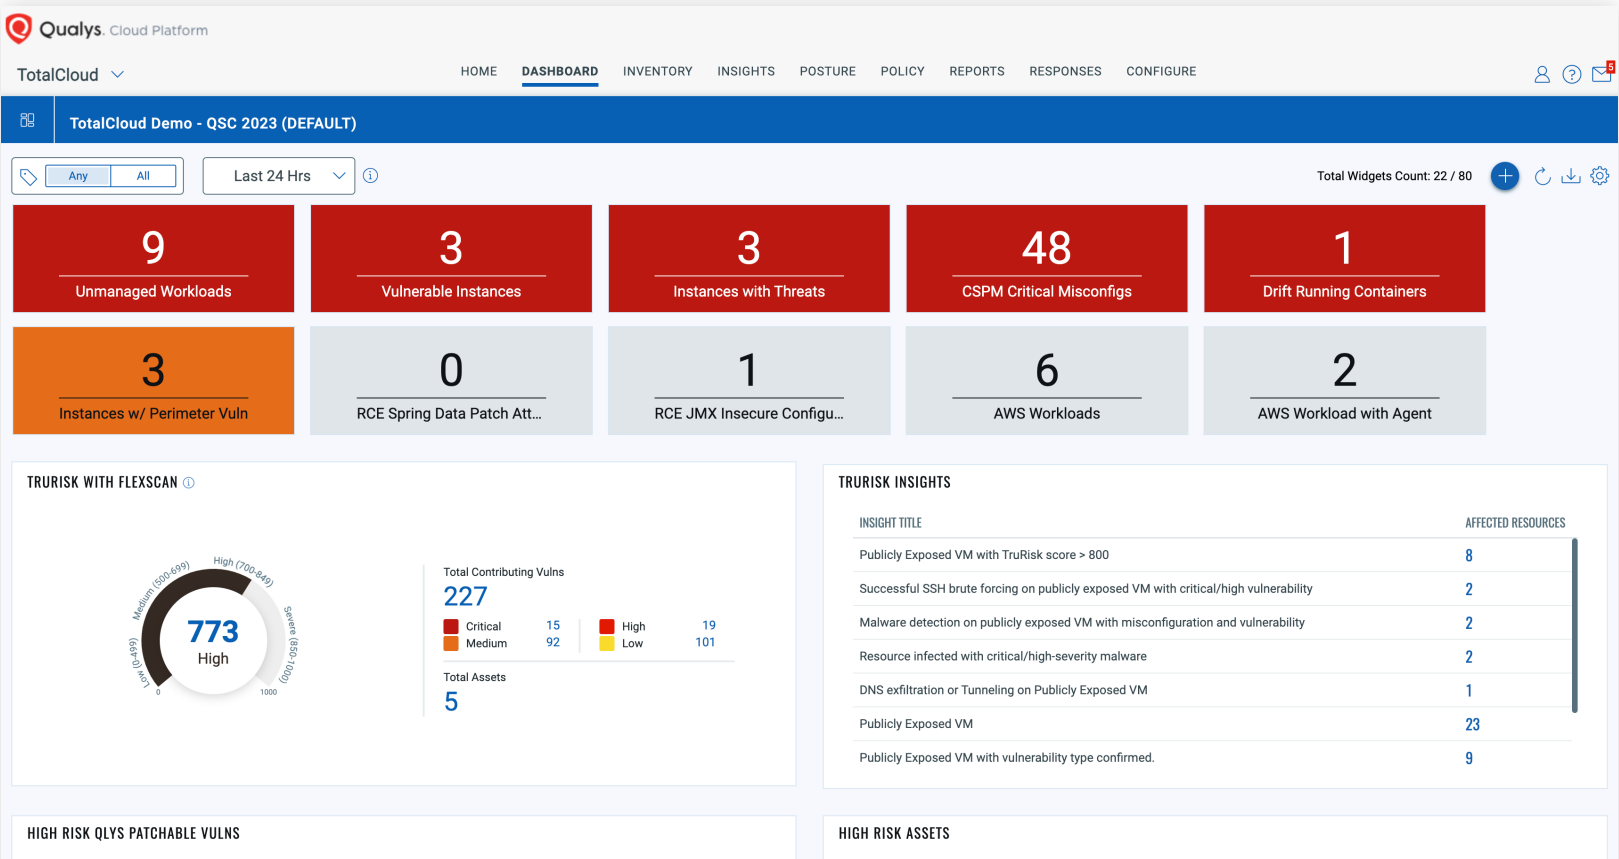 Qualys. Cloud Platform
TotalCloud
HOME DASHBOARD INVENTORY INSIGHTS POSTURE POLICY REPORTS RESPONSES CONFIGURE
5
TotalCloud Demo - QSC 2023 (DEFAULT)
Any All
Last 24 Hrs
Total Widgets Count: 22 / 80
9
Unmanaged Workloads
3
Vulnerable Instances
3
Instances with Threats
48
CSPM Critical Misconfigs
1
Drift Running Containers
3
Instances w/ Perimeter Vuln
0
RCE Spring Data Patch Att...
1
RCE JMX Insecure Configu...
6
AWS Workloads
2
AWS Workload with Agent
TRURISK WITH FLEXSCAN
Low (0-499)
Medium (500-699)
High (700-849)
Severe (850-1000)
773
High
0
1000
Total Contributing Vulns
227
Critical 15
High 19
Medium 92
Low 101
Total Assets
5
TRURISK INSIGHTS
INSIGHT TITLE AFFECTED RESOURCES
Publicly Exposed VM with TruRisk score > 800 8
Successful SSH brute forcing on publicly exposed VM with critical/high vulnerability 2
Malware detection on publicly exposed VM with misconfiguration and vulnerability 2
Resource infected with critical/high-severity malware 2
DNS exfiltration or Tunneling on Publicly Exposed VM 1
Publicly Exposed VM 23
Publicly Exposed VM with vulnerability type confirmed. 9
HIGH RISK QLYS PATCHABLE VULNS
HIGH RISK ASSETS